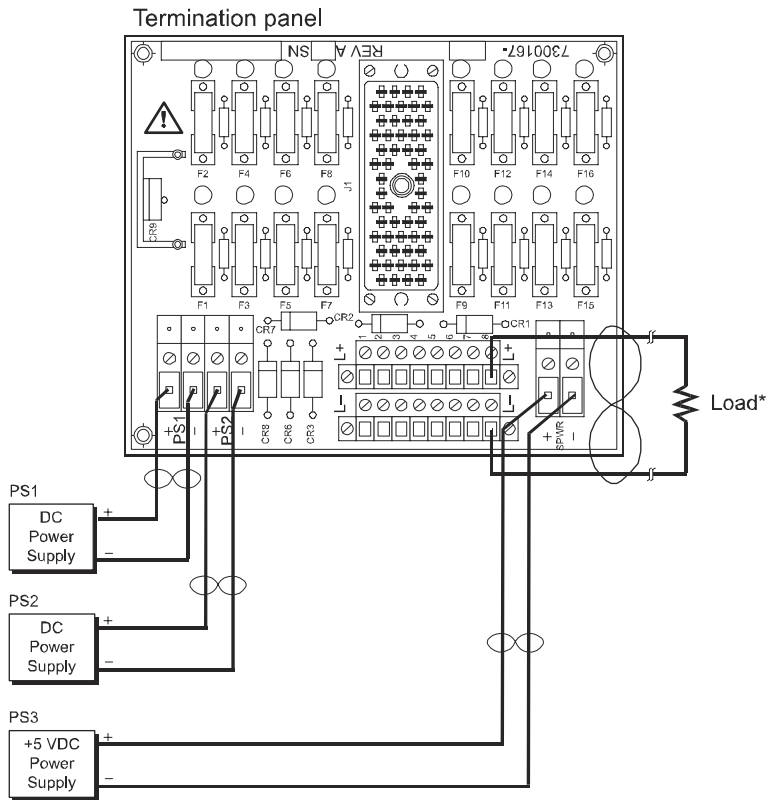 Termination panel
SN
REV A
7300167-
F2
F4
F6
F8
J1
F10
F12
F14
F16
CR9
F1
F3
F5
F7
F9
F11
F13
F15
CR7
CR2
CR1
1
2
3
4
5
6
7
8
L+
L+
L-
L-
CR8
CR6
CR3
+
PS1
-
+
PS2
-
+
SPWR
-
Load*
PS1
+
DC
Power
Supply
–
PS2
+
DC
Power
Supply
–
PS3
+
+5 VDC
Power
Supply
–